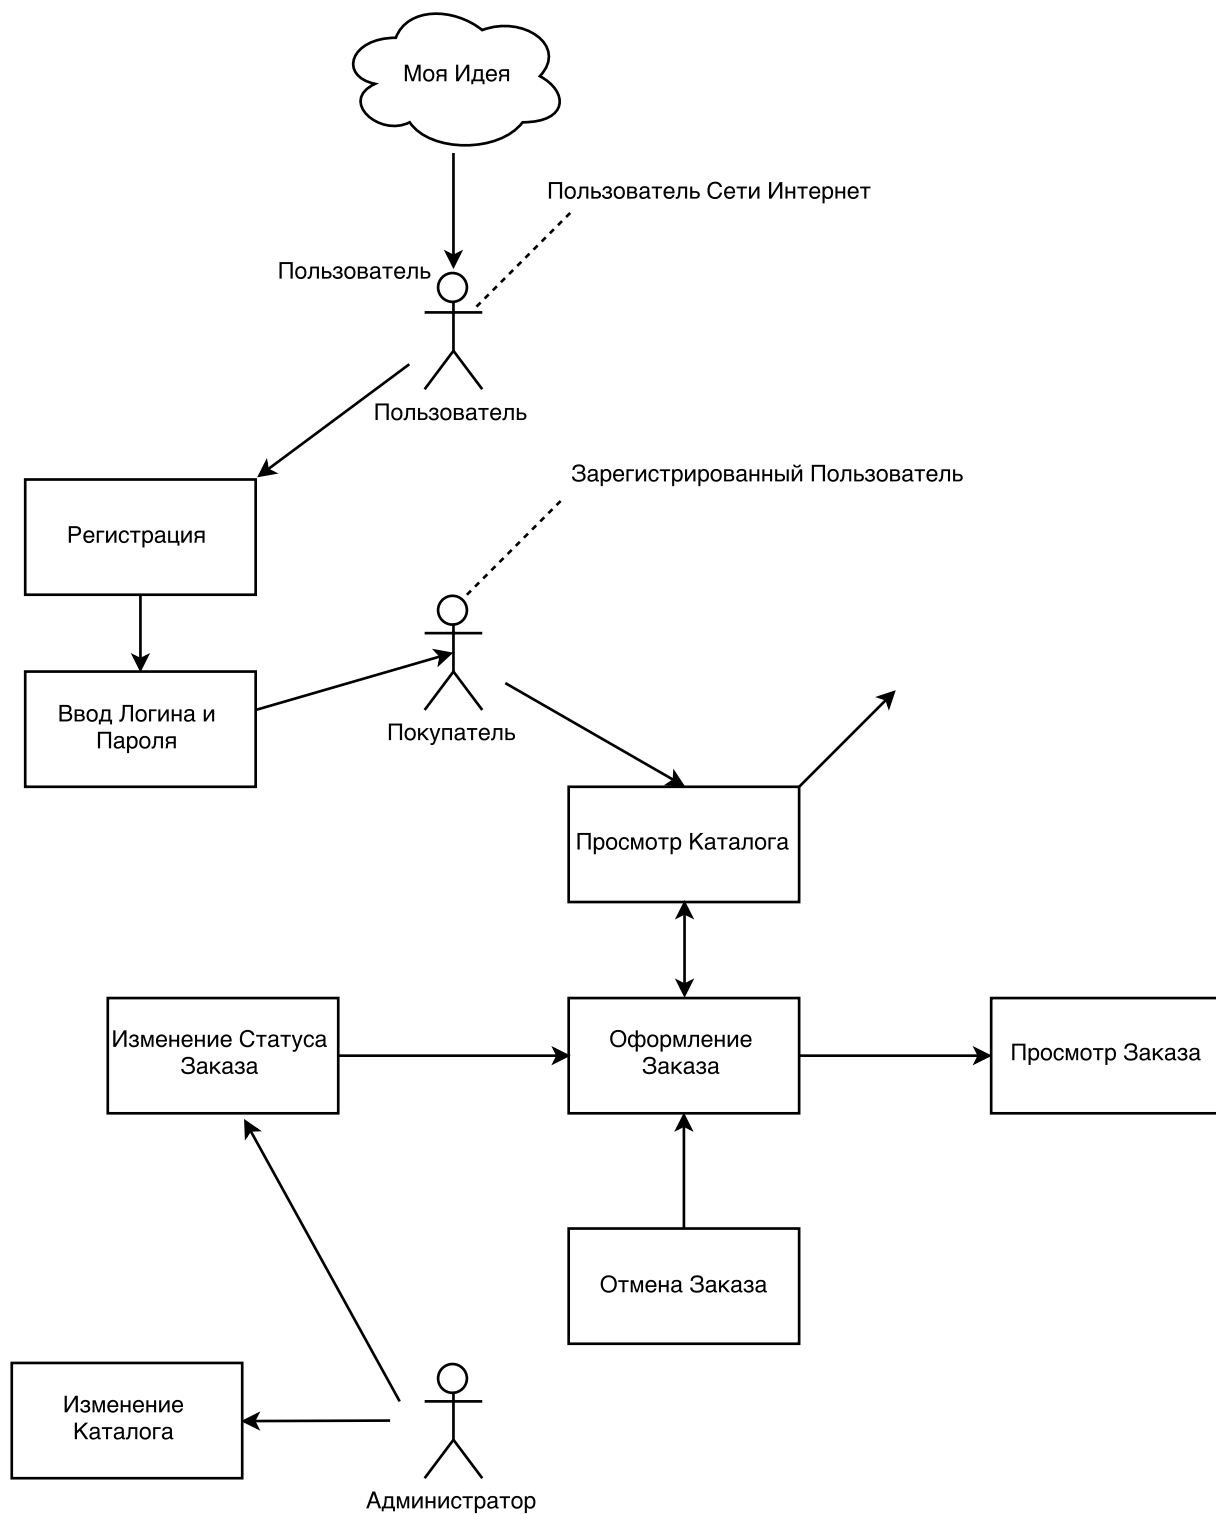 Моя Идея
Пользователь Сети Интернет
Пользователь
Пользователь
Зарегистрированный Пользователь
Регистрация
Ввод Логина и
Пароля
Покупатель
Просмотр Каталога
Изменение Статуса
Заказа
Оформление
Заказа
Просмотр Заказа
Отмена Заказа
Изменение
Каталога
Администратор